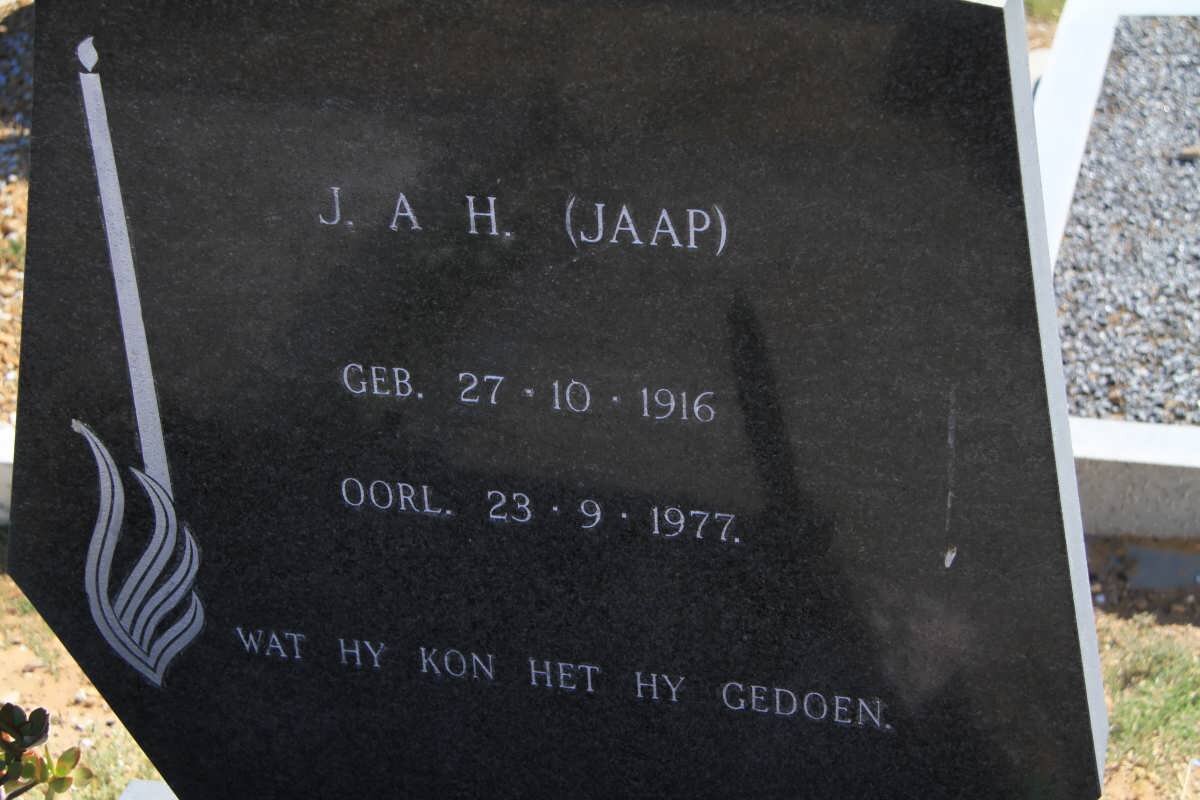 J. A H. (JAAP)
GEB. 27 · 10 · 1916
OORL. 23 · 9 · 1977.
WAT HY KON HET HY GEDOEN.